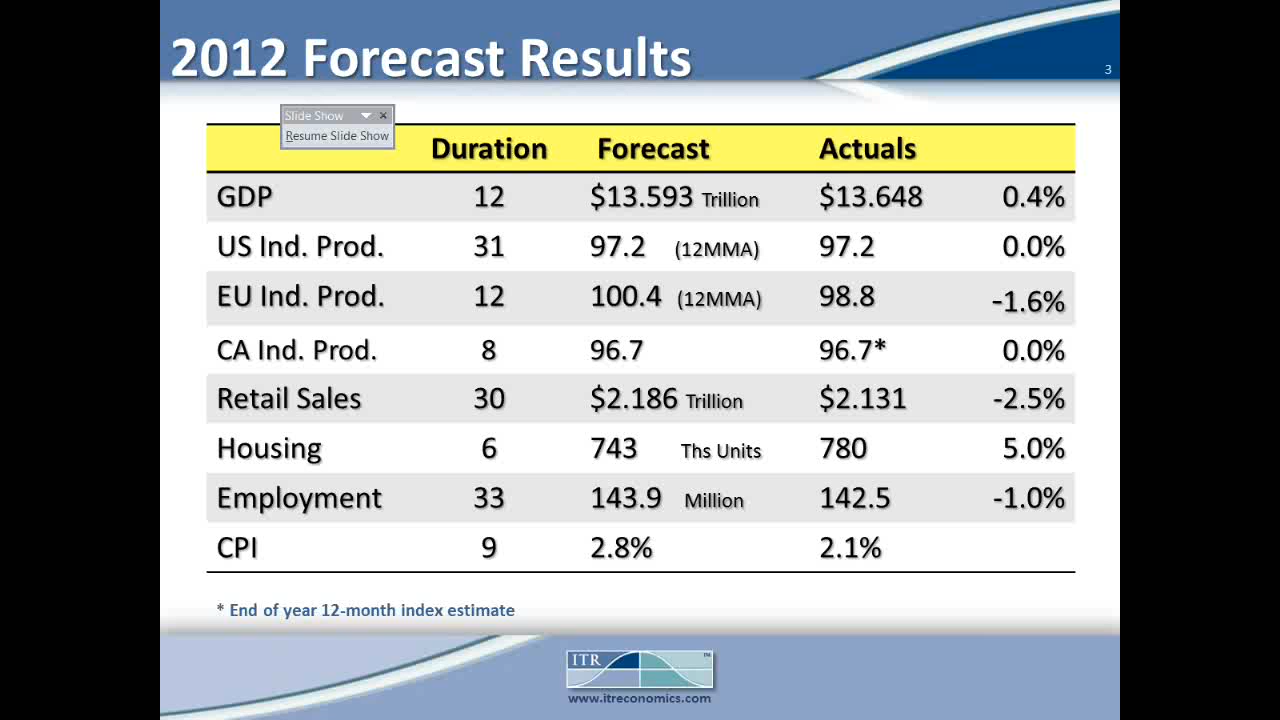 2012 Forecast Results
3
Slide Show
Resume Slide Show
Duration Forecast Actuals
GDP 12 $13.593 Trillion $13.648 0.4%
US Ind. Prod. 31 97.2 (12MMA) 97.2 0.0%
EU Ind. Prod. 12 100.4 (12MMA) 98.8 -1.6%
CA Ind. Prod. 8 96.7 96.7* 0.0%
Retail Sales 30 $2.186 Trillion $2.131 -2.5%
Housing 6 743 Ths Units 780 5.0%
Employment 33 143.9 Million 142.5 -1.0%
CPI 9 2.8% 2.1%
* End of year 12-month index estimate
ITR ™
www.itreconomics.com